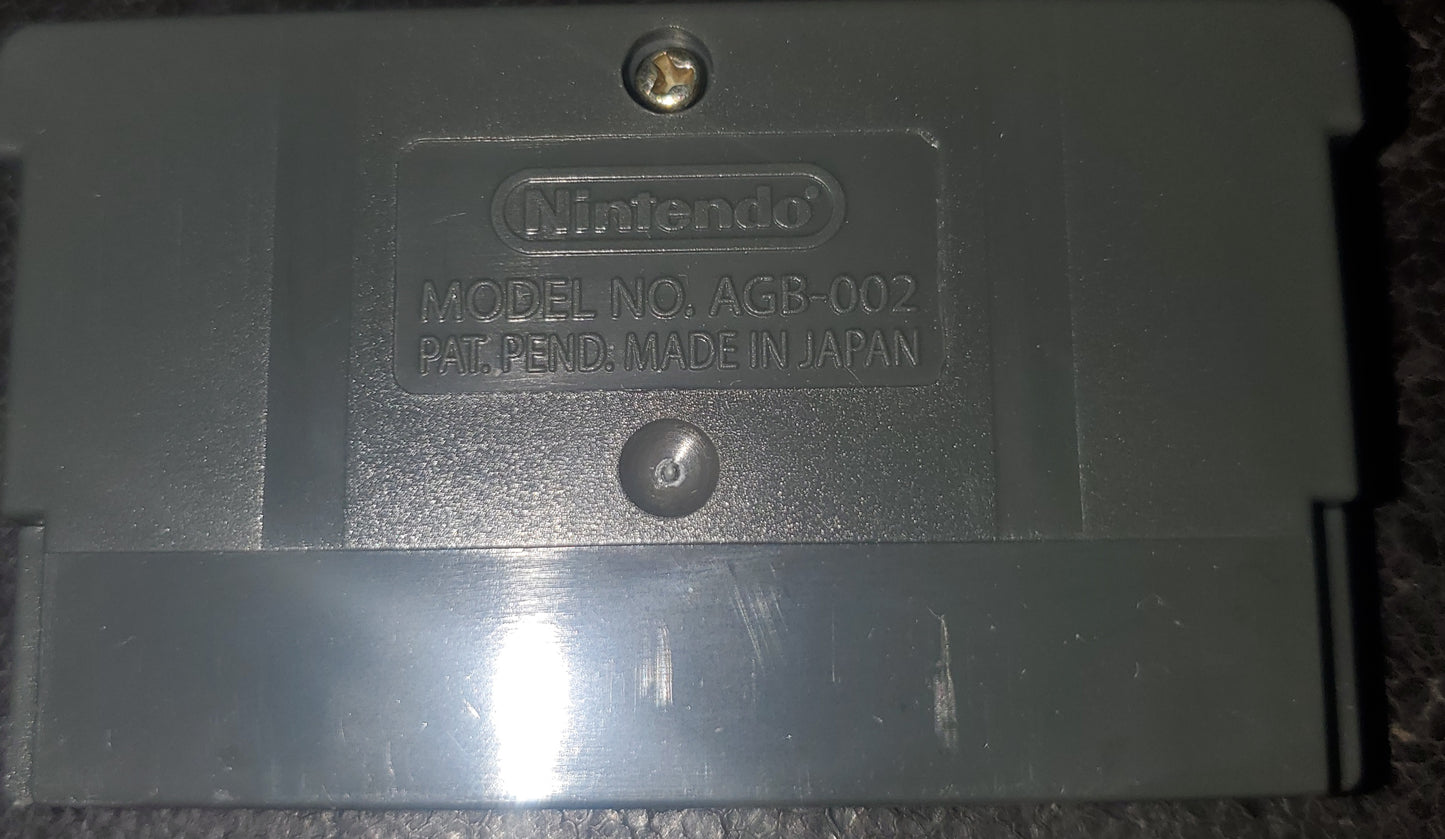 Nintendo®
MODEL NO. AGB-002
PAT. PEND. MADE IN JAPAN